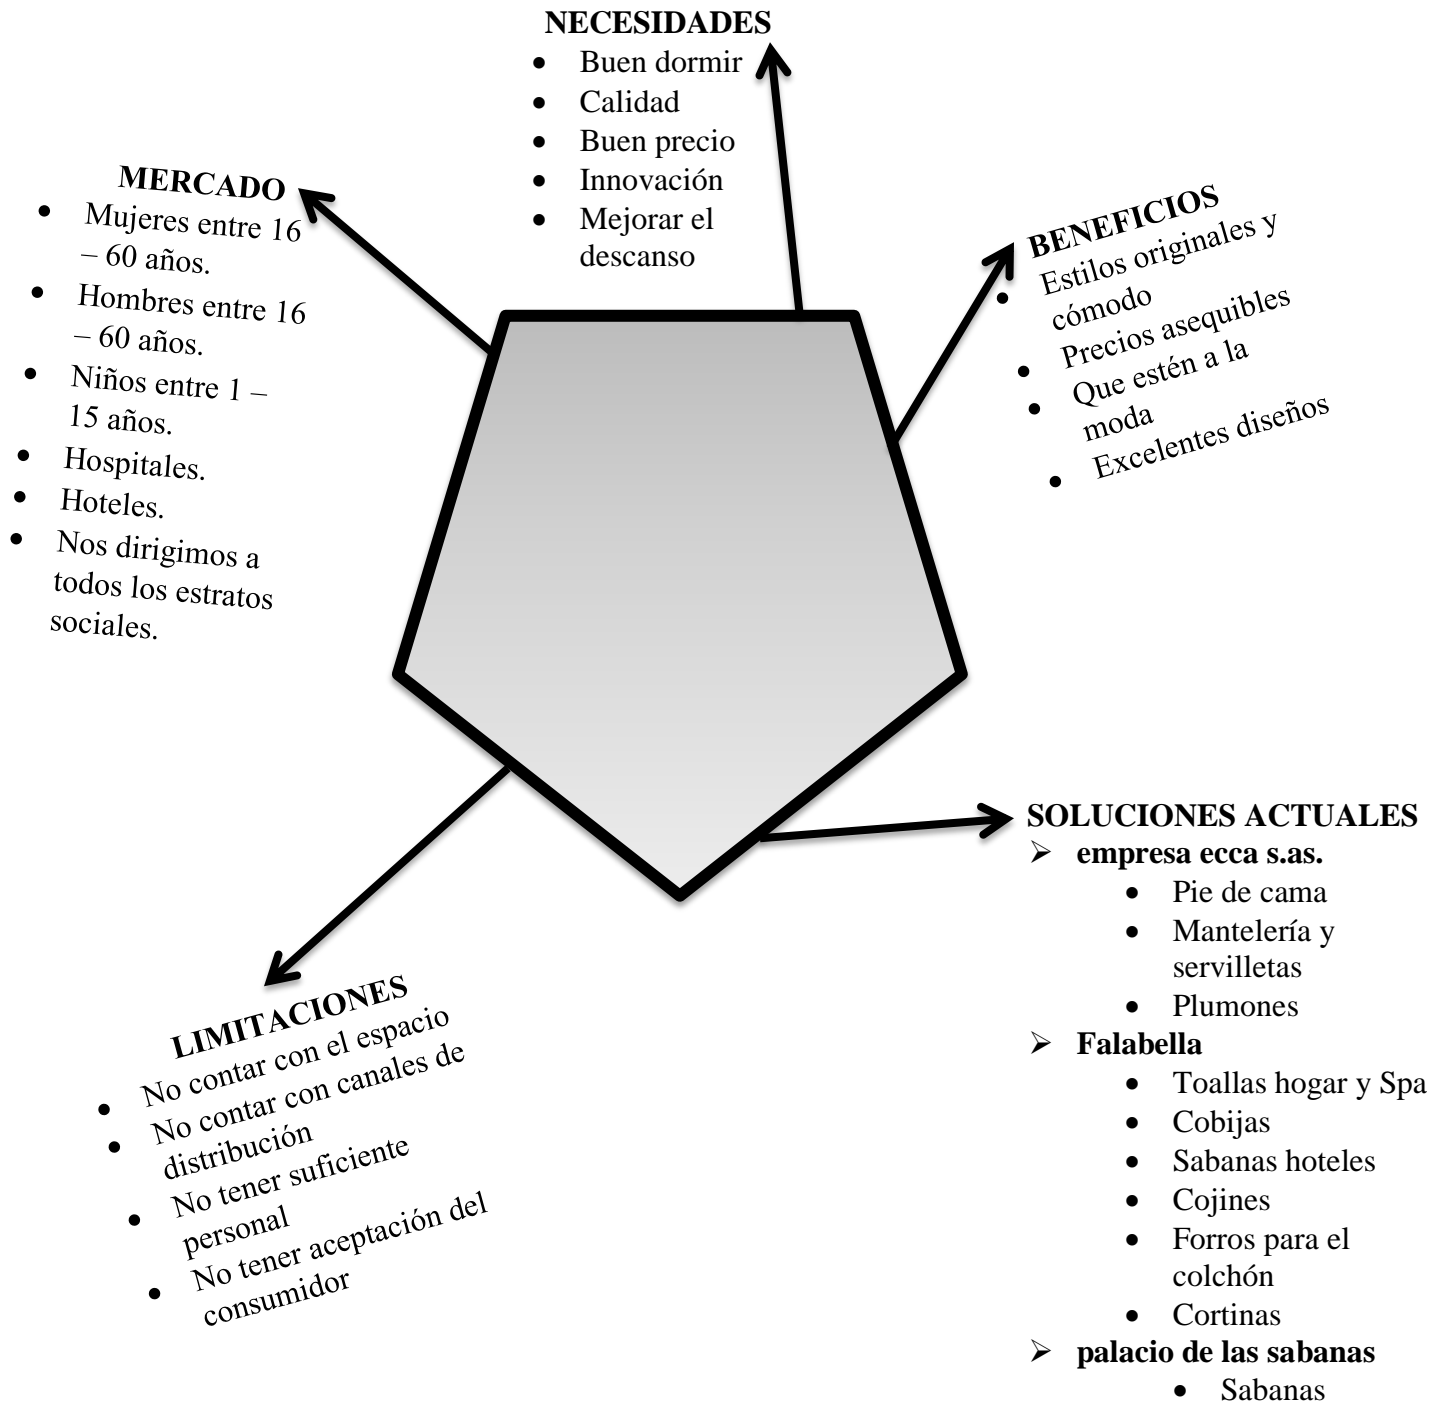 NECESIDADES
• Buen dormir
• Calidad
• Buen precio
• Innovación
• Mejorar el
descanso
MERCADO
• Mujeres entre 16
– 60 años.
• Hombres entre 16
– 60 años.
• Niños entre 1 –
15 años.
• Hospitales.
• Hoteles.
• Nos dirigimos a
todos los estratos
sociales.
BENEFICIOS
• Estilos originales y
cómodo
• Precios asequibles
• Que estén a la
moda
• Excelentes diseños
LIMITACIONES
• No contar con el espacio
• No contar con canales de
distribución
• No tener suficiente
personal
• No tener aceptación del
consumidor
SOLUCIONES ACTUALES
➢ empresa ecca s.as.
• Pie de cama
• Mantelería y
servilletas
• Plumones
➢ Falabella
• Toallas hogar y Spa
• Cobijas
• Sabanas hoteles
• Cojines
• Forros para el
colchón
• Cortinas
➢ palacio de las sabanas
• Sabanas